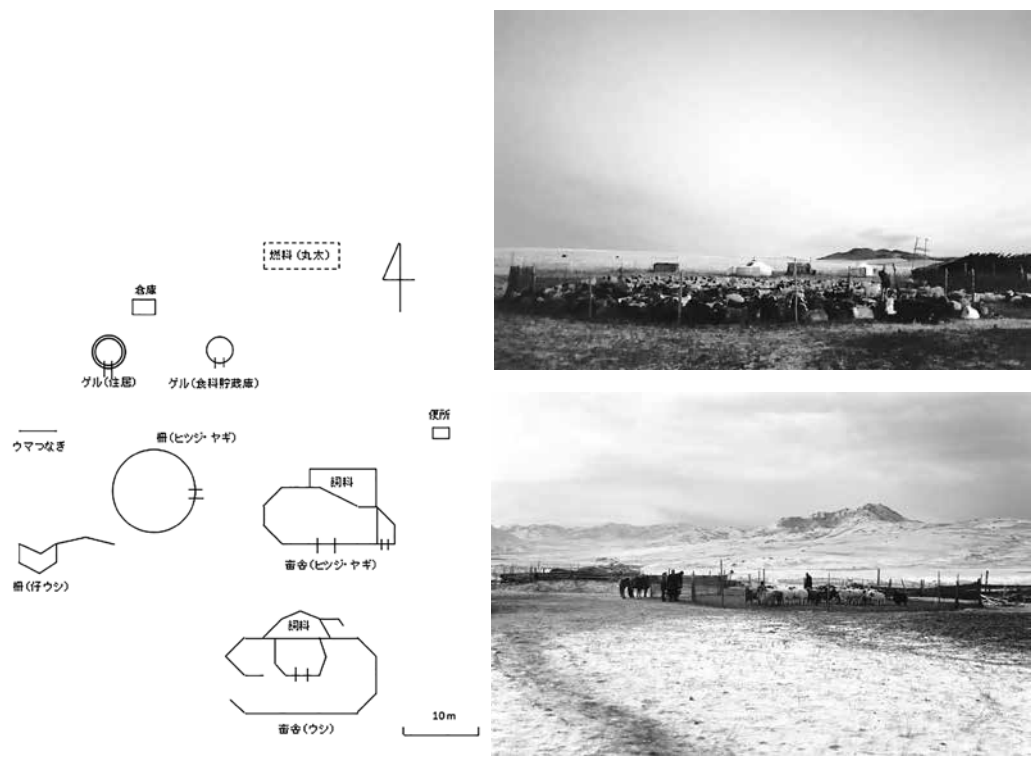 燃料(丸太)
倉庫
ゲル(住居)
ゲル(食料貯蔵庫)
便所
ウマつなぎ
柵(ヒツジ・ヤギ)
飼料
畜舎(ヒツジ・ヤギ)
柵(仔ウシ)
飼料
畜舎(ウシ)
10m